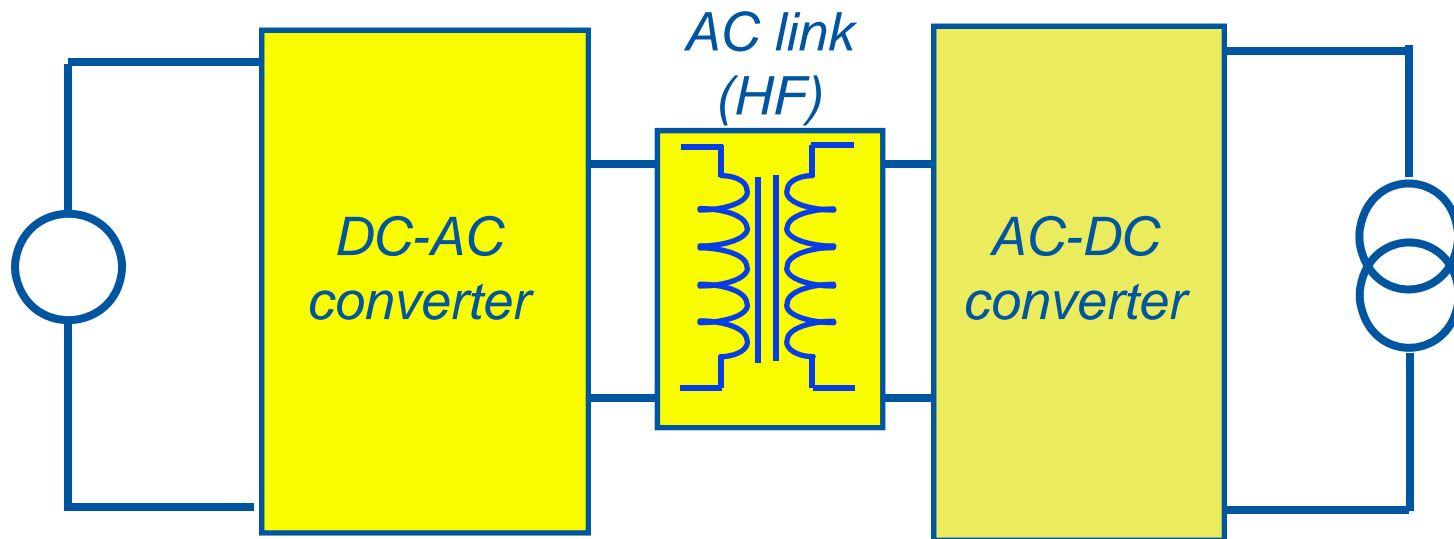 AC link
(HF)
DC-AC
converter
AC-DC
converter